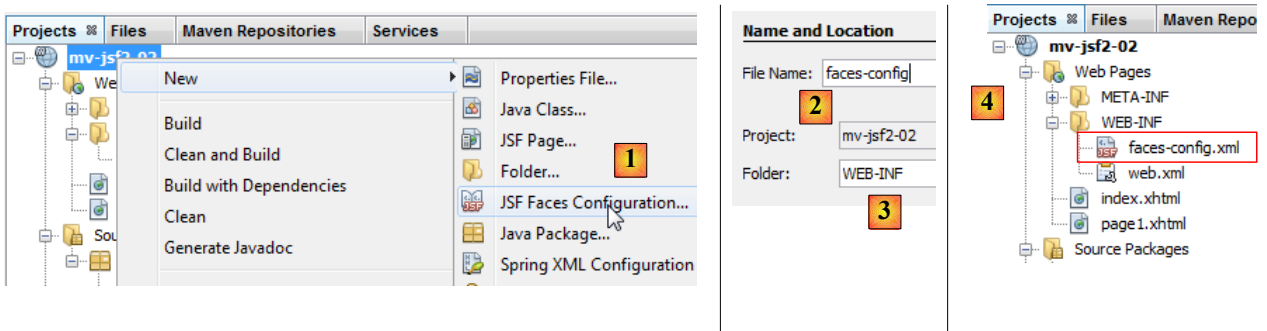 Projects Files Maven Repositories Services
mv-jsf2-02
We
Sou
New
Build
Clean and Build
Build with Dependencies
Clean
Generate Javadoc
Properties File...
Java Class...
JSF Page...
Folder...
JSF Faces Configuration...
Java Package...
Spring XML Configuration
1
Name and Location
File Name: faces-config
2
Project: mv-jsf2-02
Folder: WEB-INF
3
Projects Files Maven Repo
mv-jsf2-02
Web Pages
META-INF
WEB-INF
faces-config.xml
web.xml
index.xhtml
page1.xhtml
Source Packages
4